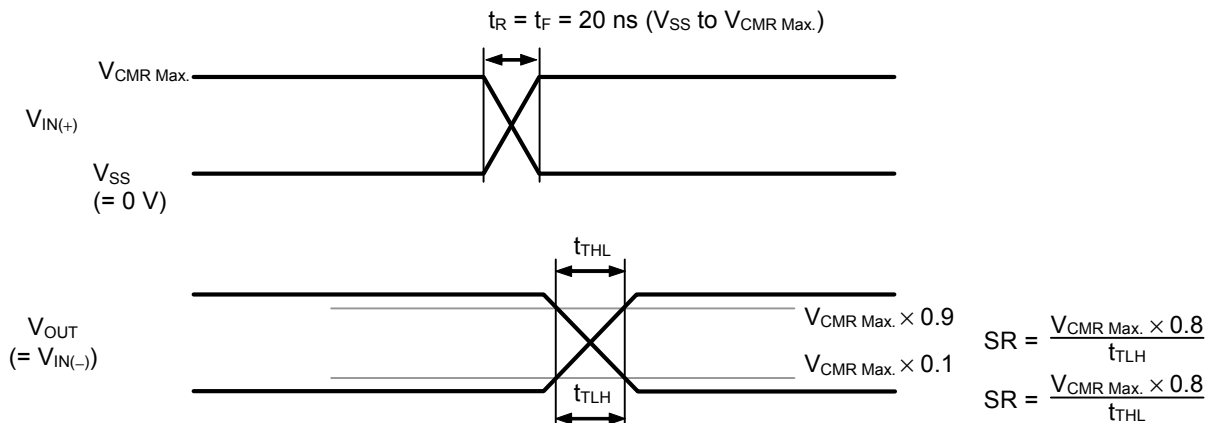 tR = tF = 20 ns (VSS to VCMR Max.)
VCMR Max.
VIN(+)
VSS
(= 0 V)
tTHL
VOUT
(= VIN(−))
VCMR Max. × 0.9
VCMR Max. × 0.1
tTLH
SR = VCMR Max. × 0.8 / tTLH
SR = VCMR Max. × 0.8 / tTHL